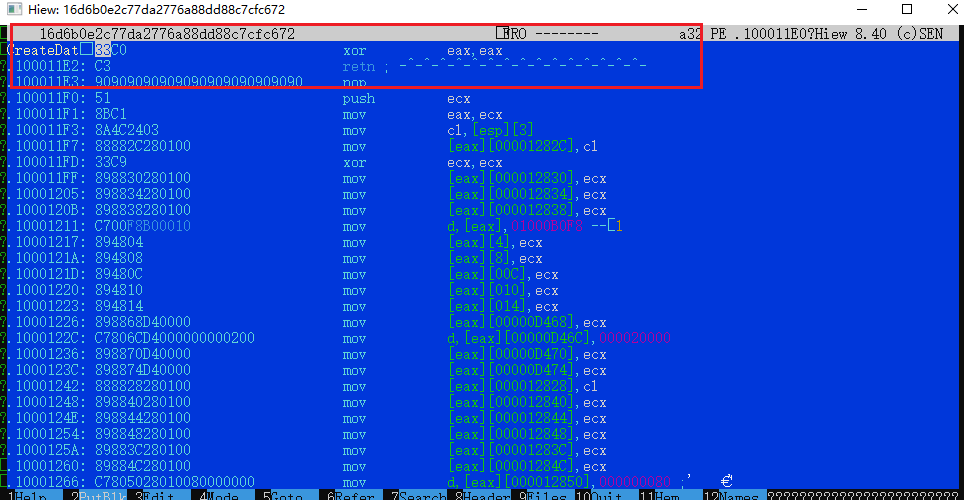 Hiew: 16d6b0e2c77da2776a88dd88c7cfc672
16d6b0e2c77da2776a88dd88c7cfc672 FRO -------- a32 PE .100011E0?Hiew 8.40 (c)SEN
CreateDat 33C0 xor eax,eax
?.100011E2: C3 retn ; -^-^-^-^-^-^-^-^-^-^-^-^-^-^-^-^-
?.100011E3: 90909090909090909090909090 nop
?.100011F0: 51 push ecx
?.100011F1: 8BC1 mov eax,ecx
?.100011F3: 8A4C2403 mov cl,[esp][3]
?.100011F7: 88882C280100 mov [eax][00001282C],cl
?.100011FD: 33C9 xor ecx,ecx
?.100011FF: 898830280100 mov [eax][000012830],ecx
?.10001205: 898834280100 mov [eax][000012834],ecx
?.1000120B: 898838280100 mov [eax][000012838],ecx
?.10001211: C700F8B00010 mov d,[eax],01000B0F8 -- 1
?.10001217: 894804 mov [eax][4],ecx
?.1000121A: 894808 mov [eax][8],ecx
?.1000121D: 89480C mov [eax][00C],ecx
?.10001220: 894810 mov [eax][010],ecx
?.10001223: 894814 mov [eax][014],ecx
?.10001226: 898868D40000 mov [eax][00000D468],ecx
?.1000122C: C7806CD4000000000200 mov d,[eax][00000D46C],000020000
?.10001236: 898870D40000 mov [eax][00000D470],ecx
?.1000123C: 898874D40000 mov [eax][00000D474],ecx
?.10001242: 888828280100 mov [eax][000012828],cl
?.10001248: 898840280100 mov [eax][000012840],ecx
?.1000124E: 898844280100 mov [eax][000012844],ecx
?.10001254: 898848280100 mov [eax][000012848],ecx
?.1000125A: 89883C280100 mov [eax][00001283C],ecx
?.10001260: 89884C280100 mov [eax][00001284C],ecx
?.10001266: C7805028010080000000 mov d,[eax][000012850],000000080 ;' €
1Help 2PutBlk 3Edit 4Mode 5Goto 6Refer 7Search 8Header 9Files 10Quit 11Hem 12Names ????????????????????????